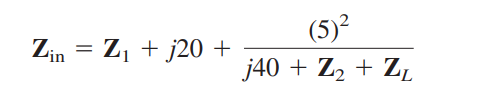 Z_in = Z_1 + j20 + (5)^2 / (j40 + Z_2 + Z_L)